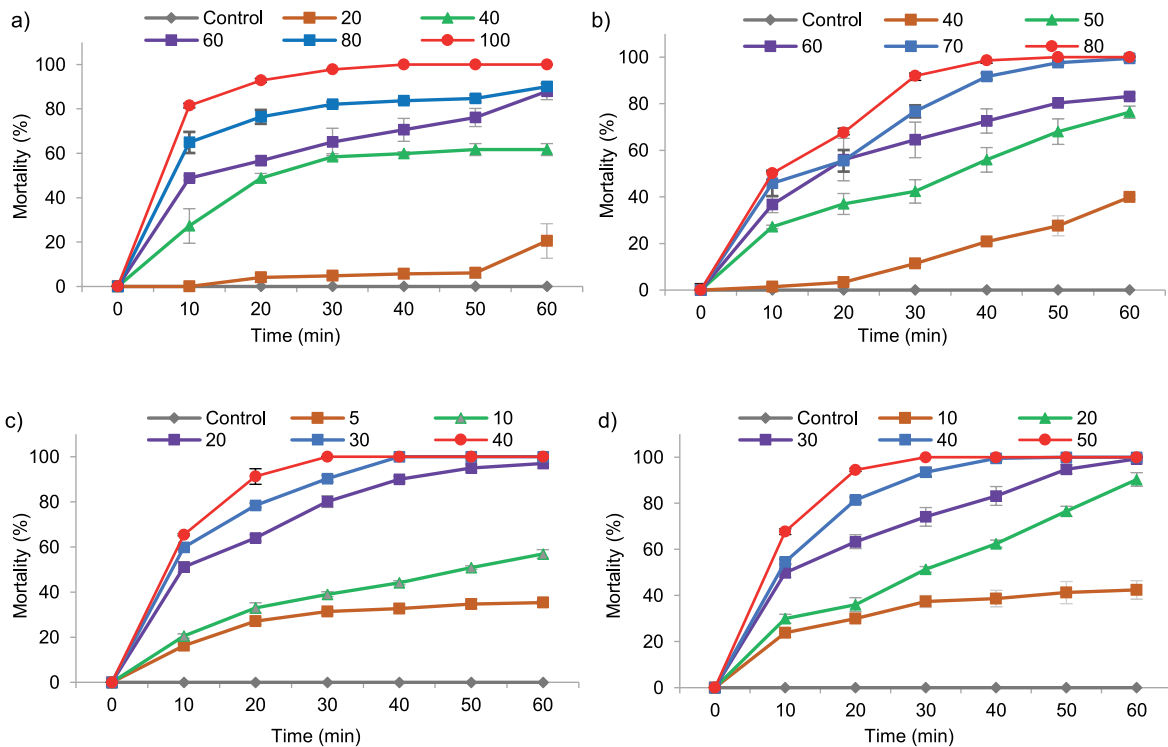 a)
Control 20 40
60 80 100
Mortality (%)
100
80
60
40
20
0
0 10 20 30 40 50 60
Time (min)
b)
Control 40 50
60 70 80
Mortality (%)
100
80
60
40
20
0
0 10 20 30 40 50 60
Time (min)
c)
Control 5 10
20 30 40
Mortality (%)
100
80
60
40
20
0
0 10 20 30 40 50 60
Time (min)
d)
Control 10 20
30 40 50
Mortality (%)
100
80
60
40
20
0
0 10 20 30 40 50 60
Time (min)